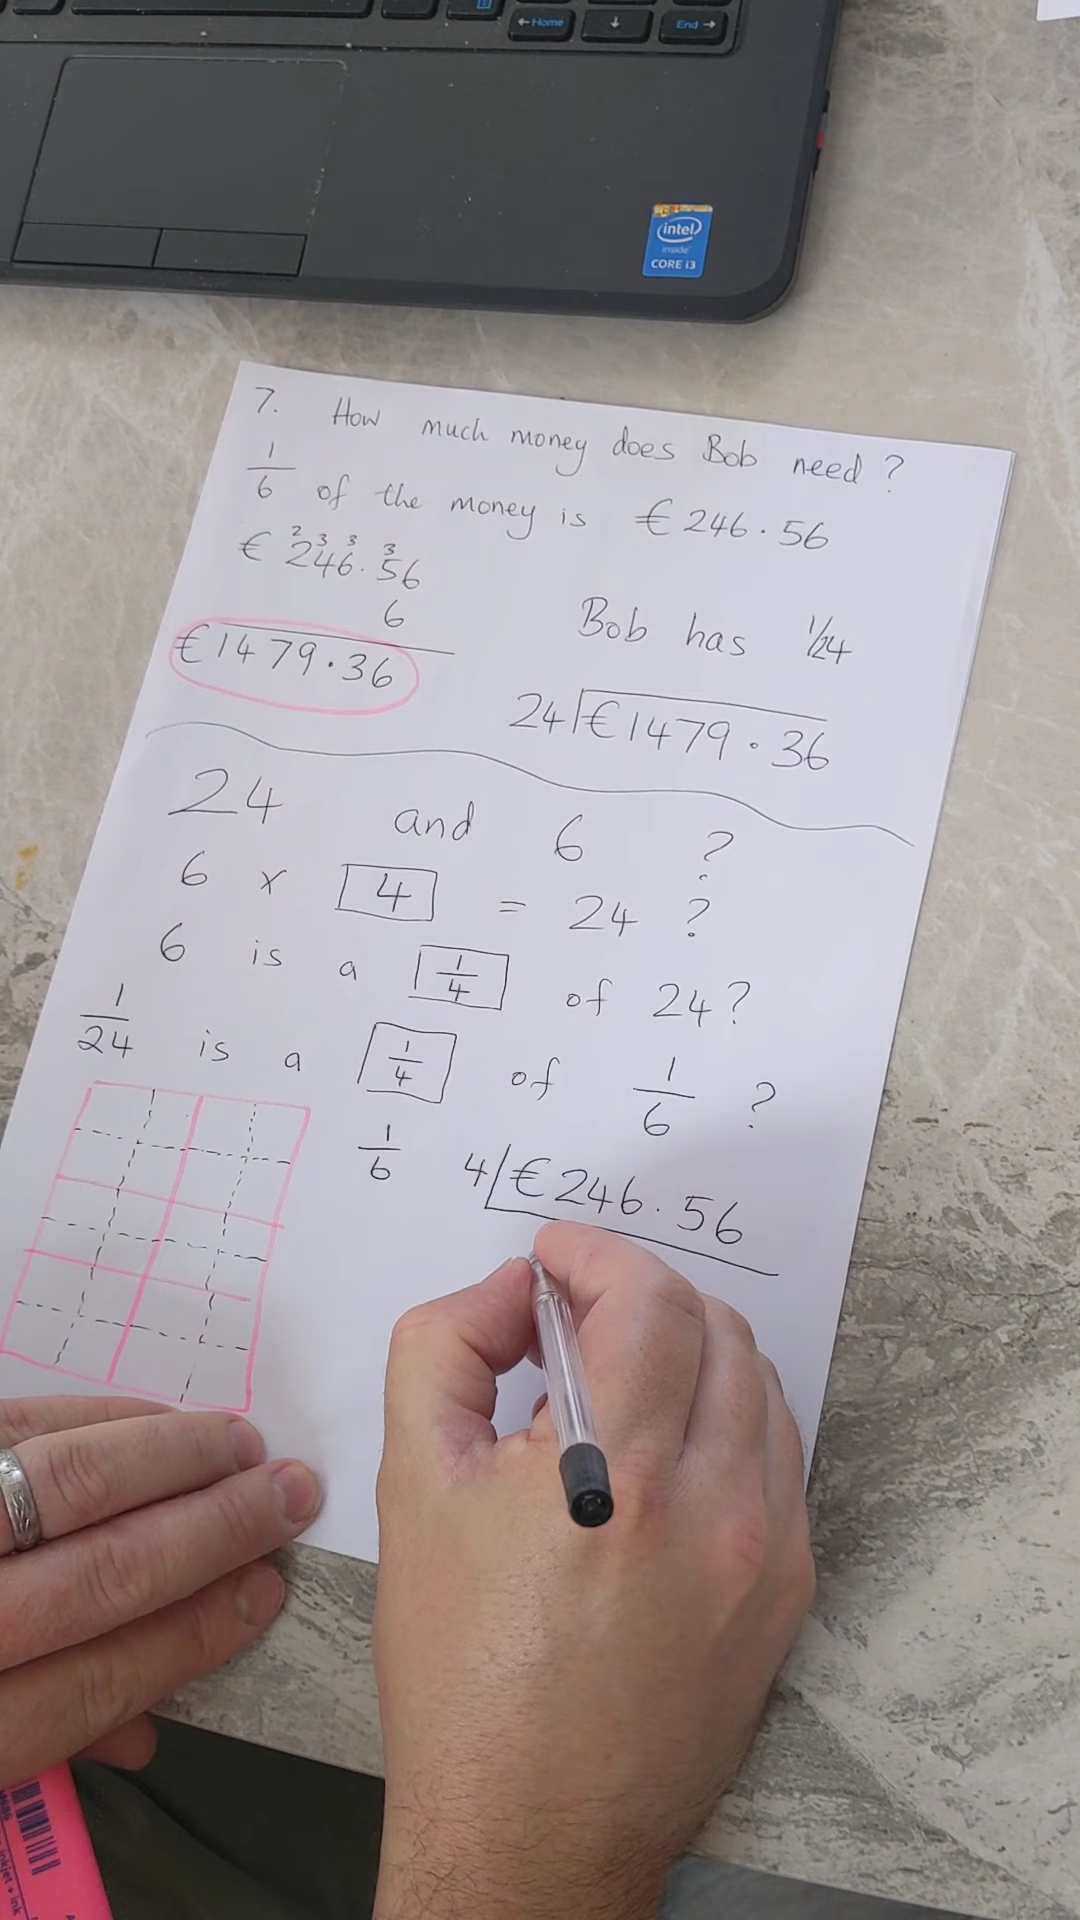 ← Home
↓
End →
intel
inside
CORE i3
7. How much money does Bob need?
1/6 of the money is €246.56
2 3 3 3
€ 246.56
6
€1479.36
Bob has 1/24
24 €1479.36
24 and 6 ?
6 x 4 = 24 ?
6 is a 1/4 of 24?
1/24 is a 1/4 of 1/6 ?
1/6 4 €246.56
inkjet + ink